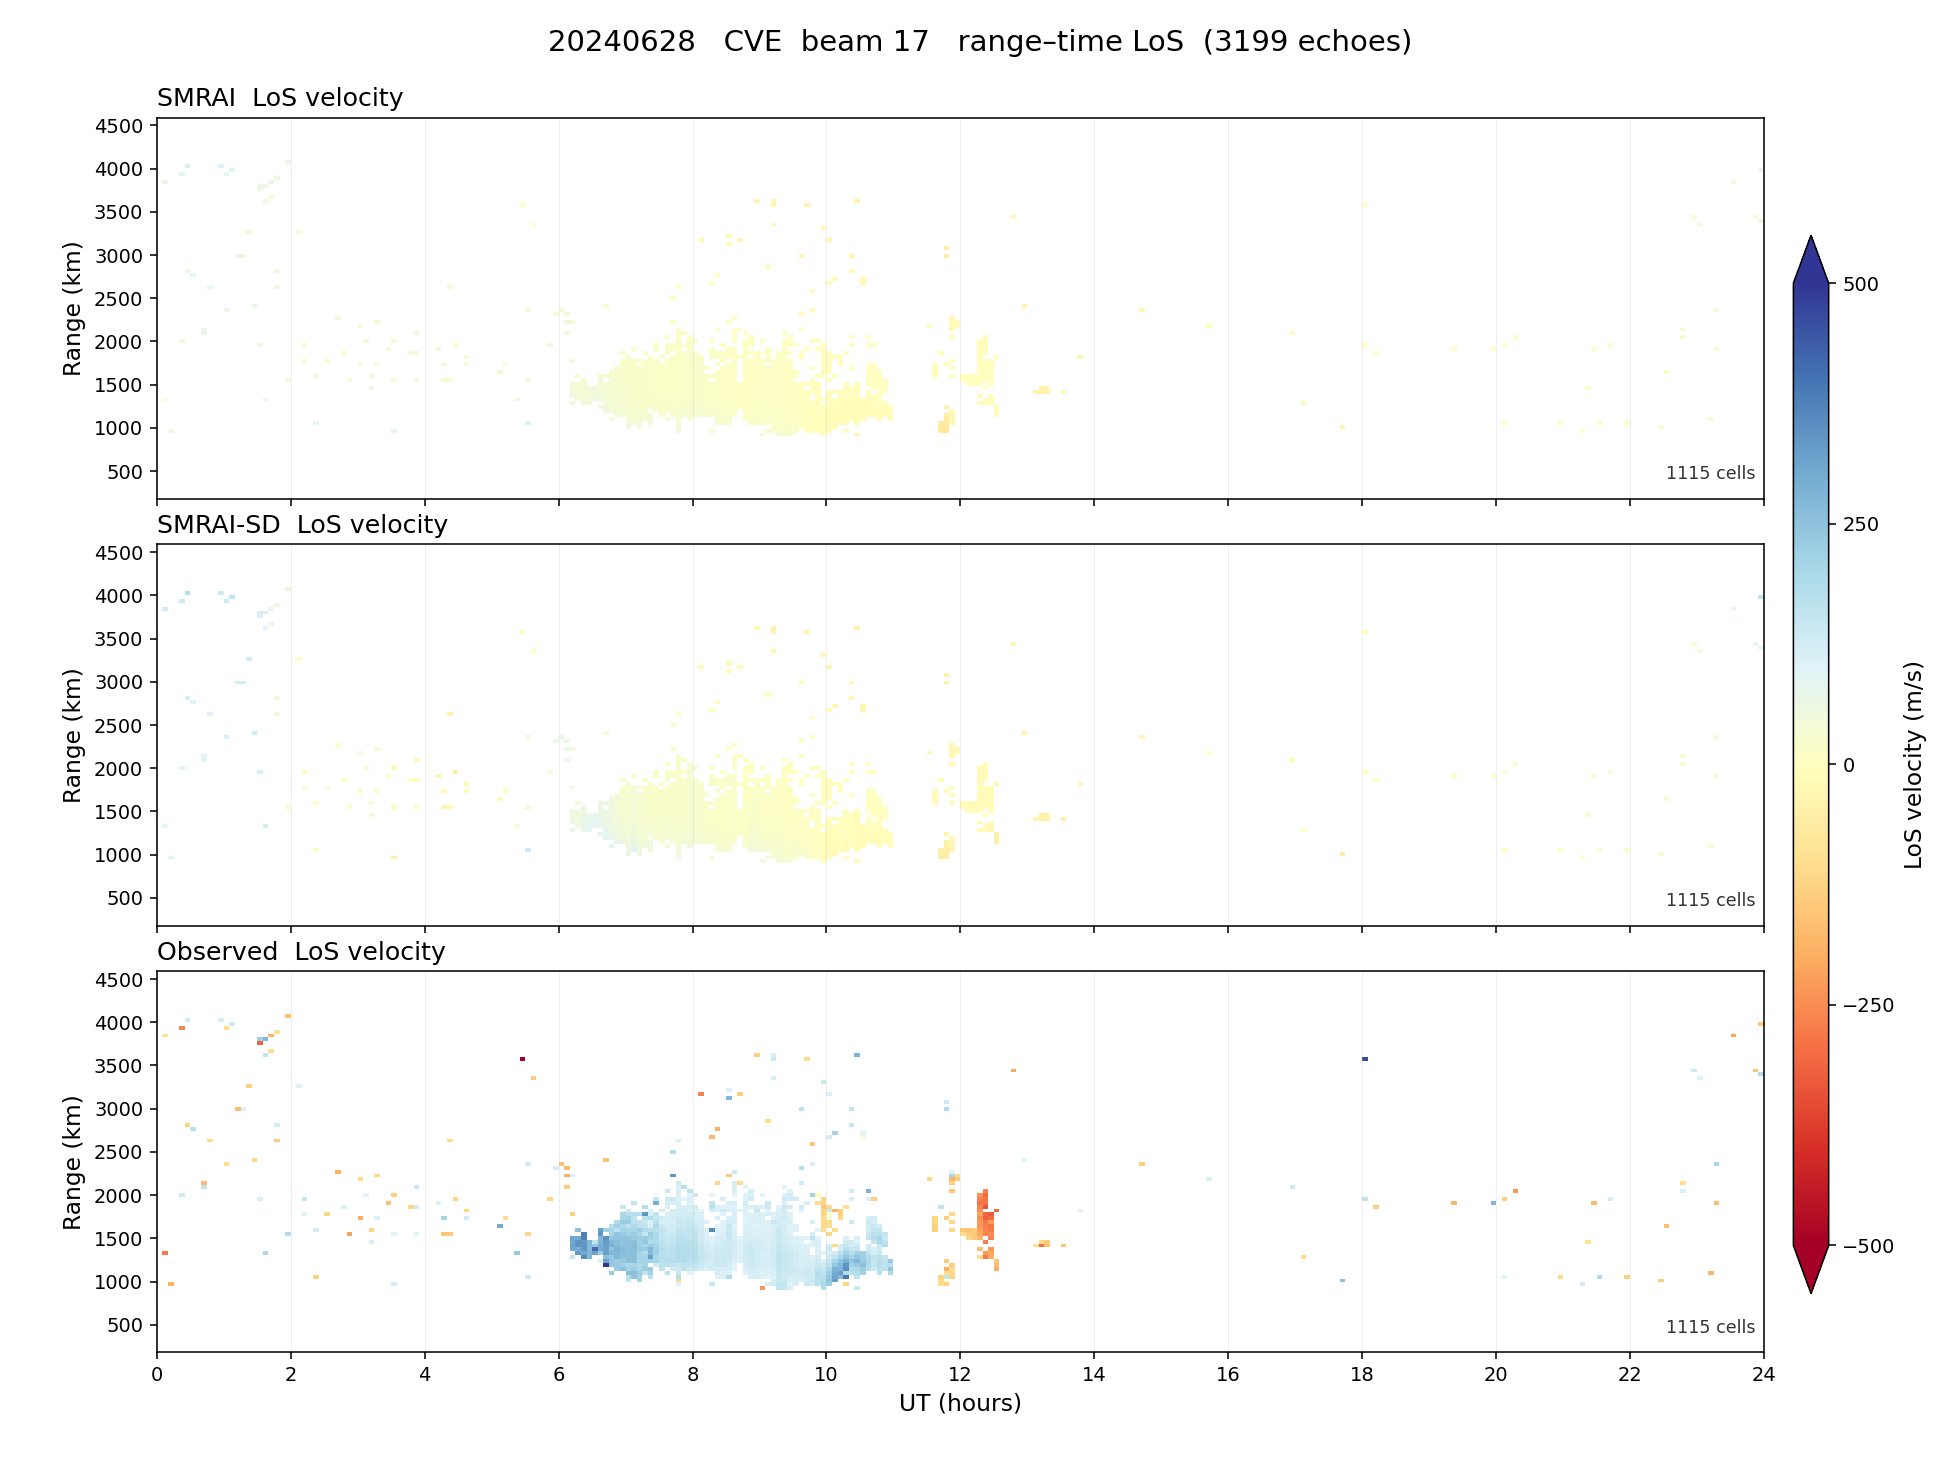 20240628   CVE  beam 17   range–time LoS  (3199 echoes)
SMRAI  LoS velocity
4500
4000
3500
3000
2500
2000
1500
1000
500
Range (km)
1115 cells
SMRAI-SD  LoS velocity
4500
4000
3500
3000
2500
2000
1500
1000
500
Range (km)
1115 cells
Observed  LoS velocity
4500
4000
3500
3000
2500
2000
1500
1000
500
Range (km)
1115 cells
0 2 4 6 8 10 12 14 16 18 20 22 24
UT (hours)
500
250
0
−250
−500
LoS velocity (m/s)